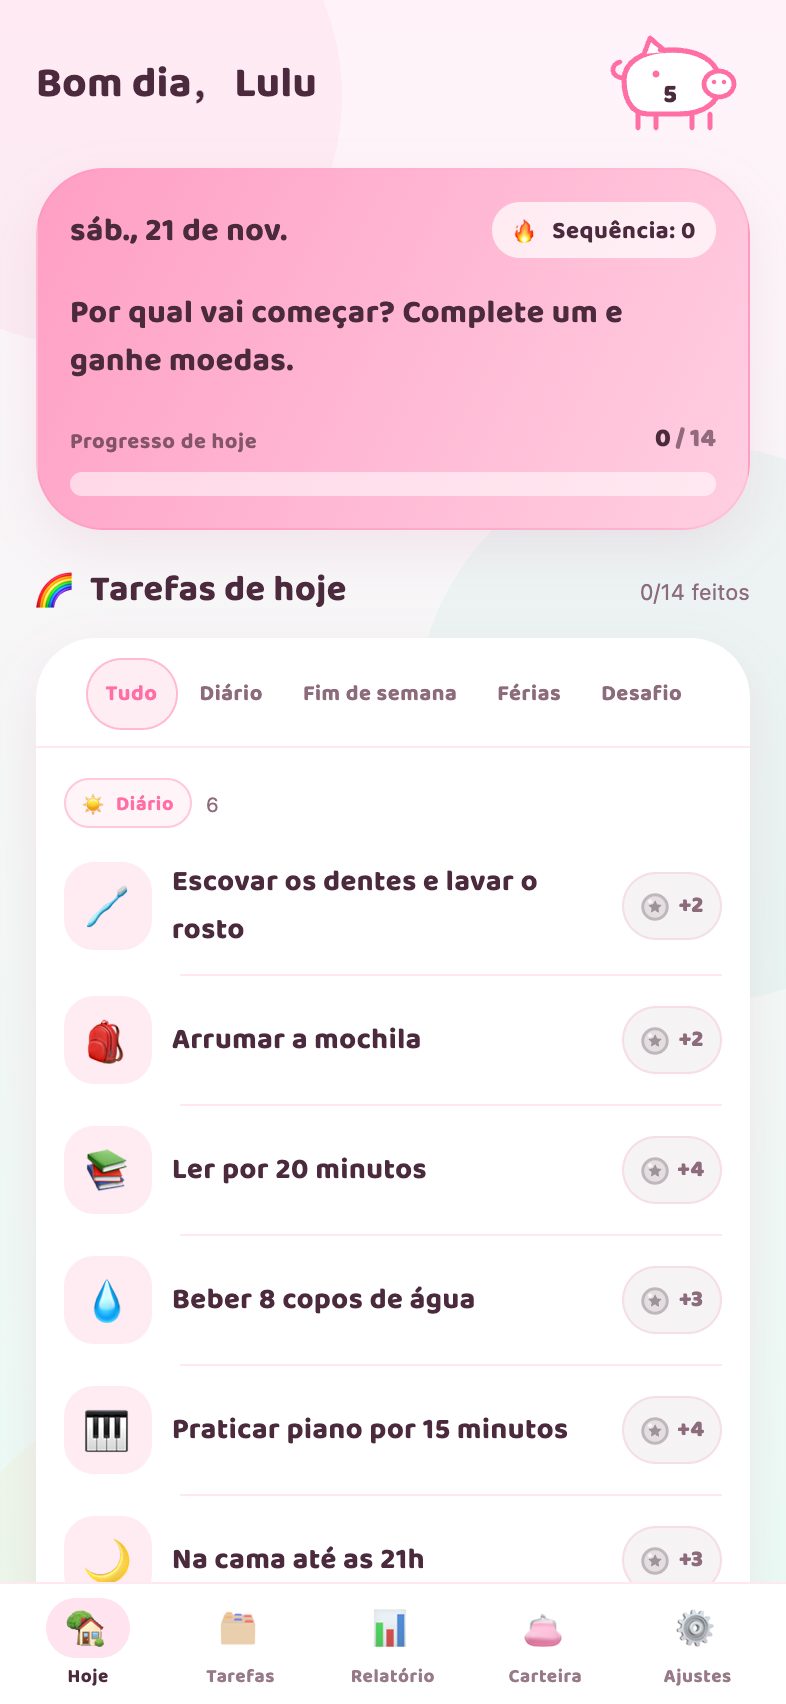 Bom dia， Lulu
5
sáb., 21 de nov.
Sequência: 0
Por qual vai começar? Complete um e
ganhe moedas.
Progresso de hoje
0 / 14
Tarefas de hoje
0/14 feitos
Tudo Diário Fim de semana Férias Desafio
Diário 6
Escovar os dentes e lavar o
rosto
+2
Arrumar a mochila
+2
Ler por 20 minutos
+4
Beber 8 copos de água
+3
Praticar piano por 15 minutos
+4
Na cama até as 21h
+3
Hoje Tarefas Relatório Carteira Ajustes